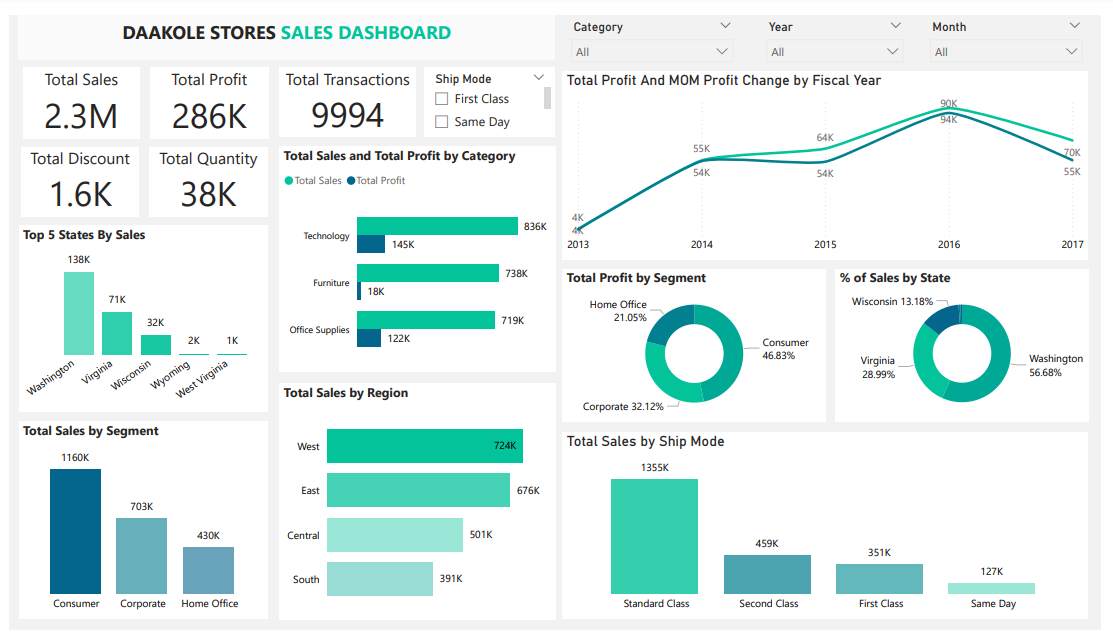 DAAKOLE STORES SALES DASHBOARD
Category
All
Year
All
Month
All
Total Sales
2.3M
Total Profit
286K
Total Transactions
9994
Ship Mode
First Class
Same Day
Total Discount
1.6K
Total Quantity
38K
Total Profit And MOM Profit Change by Fiscal Year
4K
4K
55K
54K
64K
54K
90K
94K
70K
55K
2013 2014 2015 2016 2017
Total Sales and Total Profit by Category
Total Sales Total Profit
Technology 836K
145K
Furniture 738K
18K
Office Supplies 719K
122K
Top 5 States By Sales
138K
71K
32K
2K
1K
Washington
Virginia
Wisconsin
Wyoming
West Virginia
Total Profit by Segment
Home Office
21.05%
Consumer
46.83%
Corporate 32.12%
% of Sales by State
Wisconsin 13.18%
Virginia
28.99%
Washington
56.68%
Total Sales by Region
West 724K
East 676K
Central 501K
South 391K
Total Sales by Segment
1160K
703K
430K
Consumer Corporate Home Office
Total Sales by Ship Mode
1355K
459K
351K
127K
Standard Class Second Class First Class Same Day